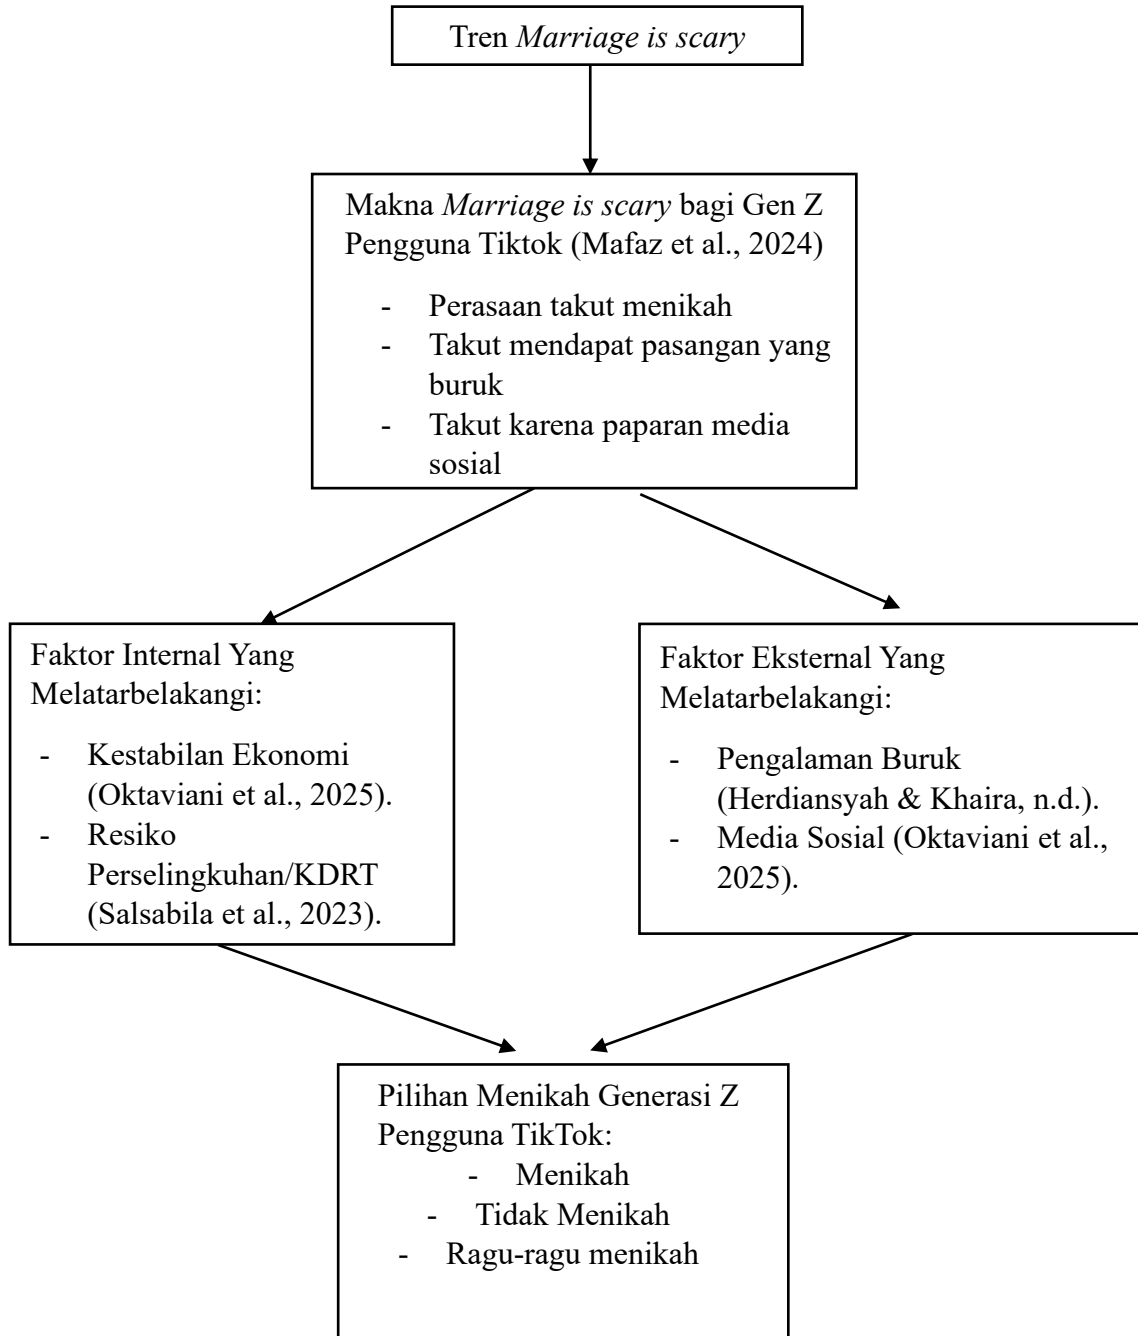 Tren Marriage is scary
Makna Marriage is scary bagi Gen Z
Pengguna Tiktok (Mafaz et al., 2024)
- Perasaan takut menikah
- Takut mendapat pasangan yang
buruk
- Takut karena paparan media
sosial
Faktor Internal Yang
Melatarbelakangi:
- Kestabilan Ekonomi
(Oktaviani et al., 2025).
- Resiko
Perselingkuhan/KDRT
(Salsabila et al., 2023).
Faktor Eksternal Yang
Melatarbelakangi:
- Pengalaman Buruk
(Herdiansyah & Khaira, n.d.).
- Media Sosial (Oktaviani et al.,
2025).
Pilihan Menikah Generasi Z
Pengguna TikTok:
- Menikah
- Tidak Menikah
- Ragu-ragu menikah